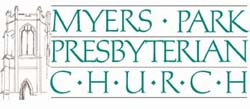 MYERS · PARK
PRESBYTERIAN
C·H·U·R·C·H